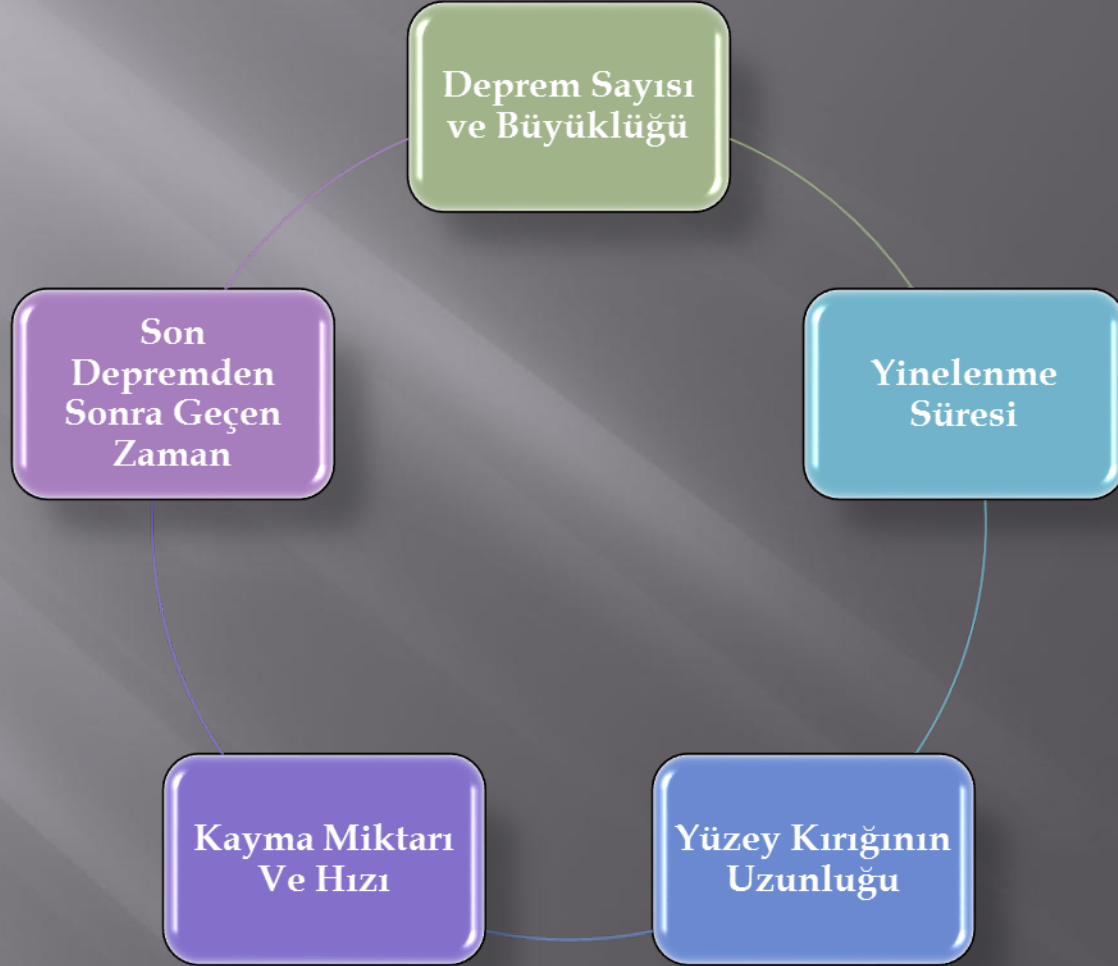 Deprem Sayısı
ve Büyüklüğü
Yinelenme
Süresi
Yüzey Kırığının
Uzunluğu
Kayma Miktarı
Ve Hızı
Son
Depremden
Sonra Geçen
Zaman